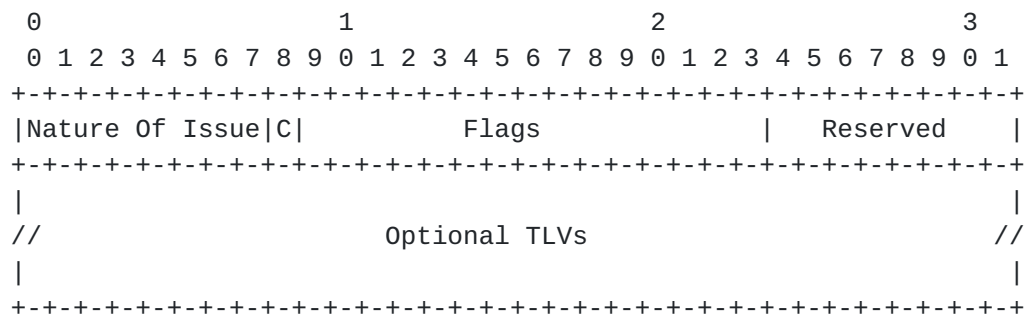 0                   1                   2                   3
 0 1 2 3 4 5 6 7 8 9 0 1 2 3 4 5 6 7 8 9 0 1 2 3 4 5 6 7 8 9 0 1
+-+-+-+-+-+-+-+-+-+-+-+-+-+-+-+-+-+-+-+-+-+-+-+-+-+-+-+-+-+-+-+-+
|Nature Of Issue|C|          Flags              |   Reserved    |
+-+-+-+-+-+-+-+-+-+-+-+-+-+-+-+-+-+-+-+-+-+-+-+-+-+-+-+-+-+-+-+-+
|                                                               |
//                      Optional TLVs                          //
|                                                               |
+-+-+-+-+-+-+-+-+-+-+-+-+-+-+-+-+-+-+-+-+-+-+-+-+-+-+-+-+-+-+-+-+